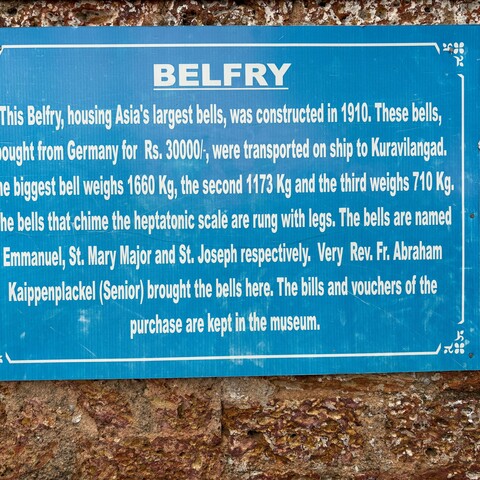 BELFRY
This Belfry, housing Asia's largest bells, was constructed in 1910. These bells,
bought from Germany for Rs. 30000/-, were transported on ship to Kuravilangad.
The biggest bell weighs 1660 Kg, the second 1173 Kg and the third weighs 710 Kg.
The bells that chime the heptatonic scale are rung with legs. The bells are named
Emmanuel, St. Mary Major and St. Joseph respectively. Very Rev. Fr. Abraham
Kaippenplackel (Senior) brought the bells here. The bills and vouchers of the
purchase are kept in the museum.